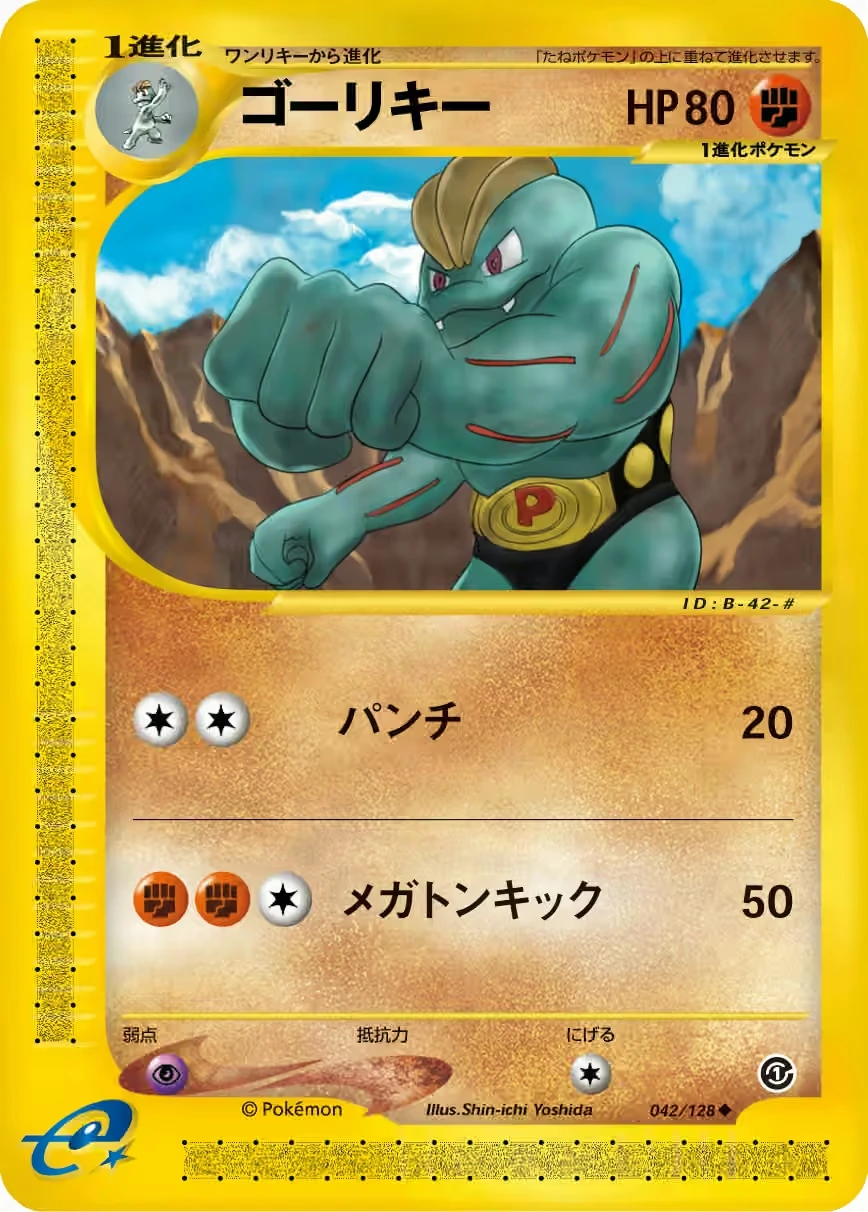 1進化
ワンリキーから進化
「たねポケモン」の上に重ねて進化させます。
ゴーリキー
HP80
1進化ポケモン
P
ID:B-42-#
パンチ 20
メガトンキック 50
弱点 抵抗力 にげる
1
© Pokémon Illus.Shin-ichi Yoshida 042/128◆
e